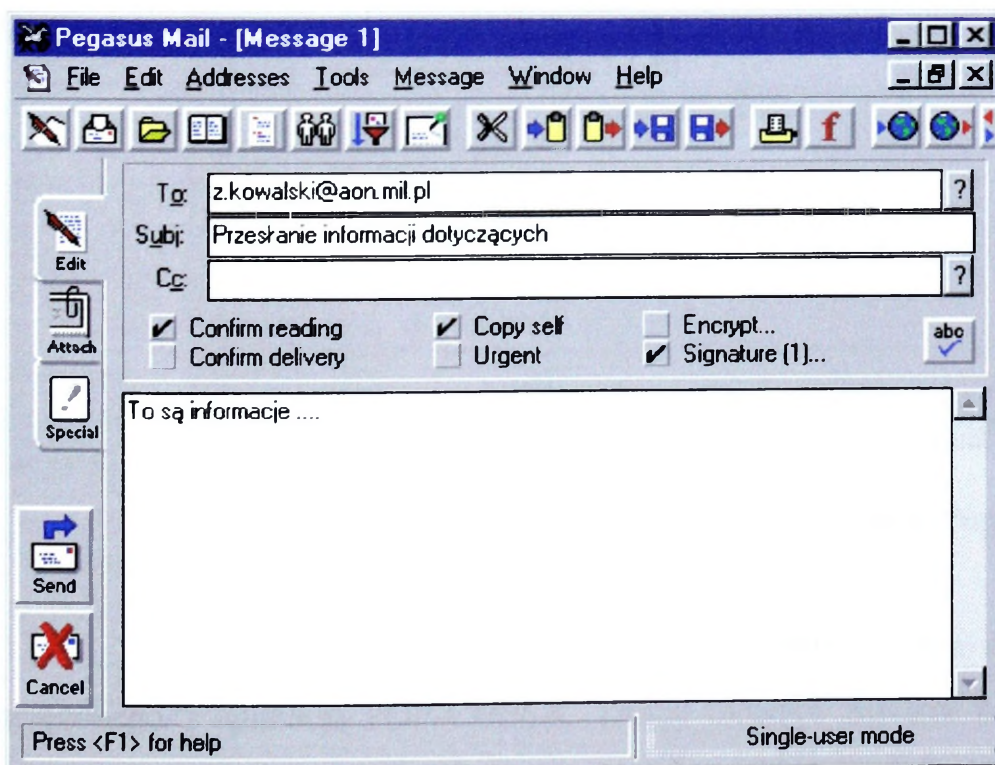 Pegasus Mail - [Message 1]
File Edit Addresses Tools Message Window Help
To: z.kowalski@aon.mil.pl ?
Subj: Przesłanie informacji dotyczących
Cc: ?
Edit
Attach
Special
Confirm reading Copy self Encrypt...
Confirm delivery Urgent Signature (1)...
abc
To są informacje ....
Send
Cancel
Press <F1> for help Single-user mode